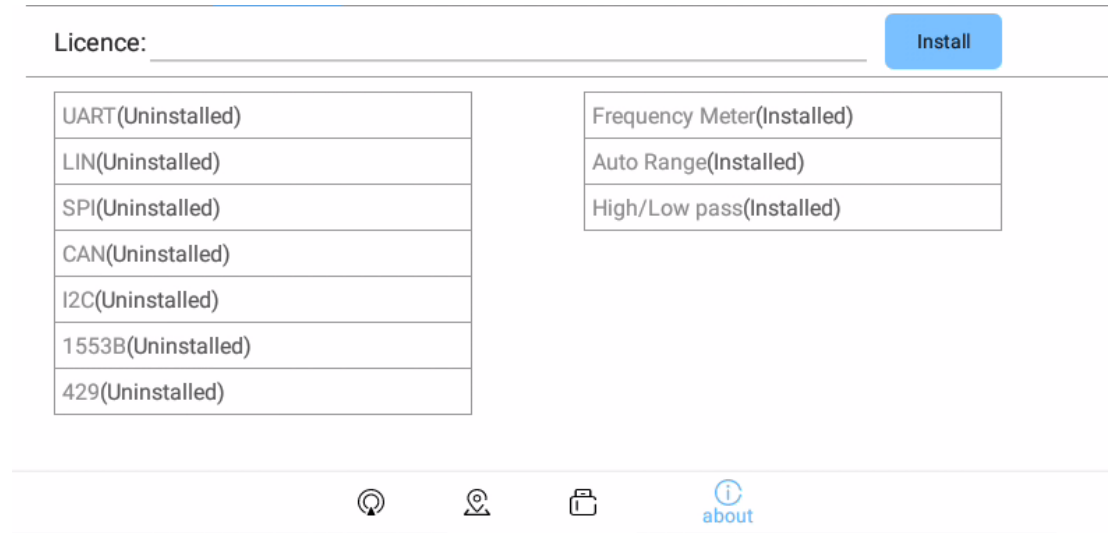 Licence:
Install
UART(Uninstalled)
LIN(Uninstalled)
SPI(Uninstalled)
CAN(Uninstalled)
I2C(Uninstalled)
1553B(Uninstalled)
429(Uninstalled)
Frequency Meter(Installed)
Auto Range(Installed)
High/Low pass(Installed)
about